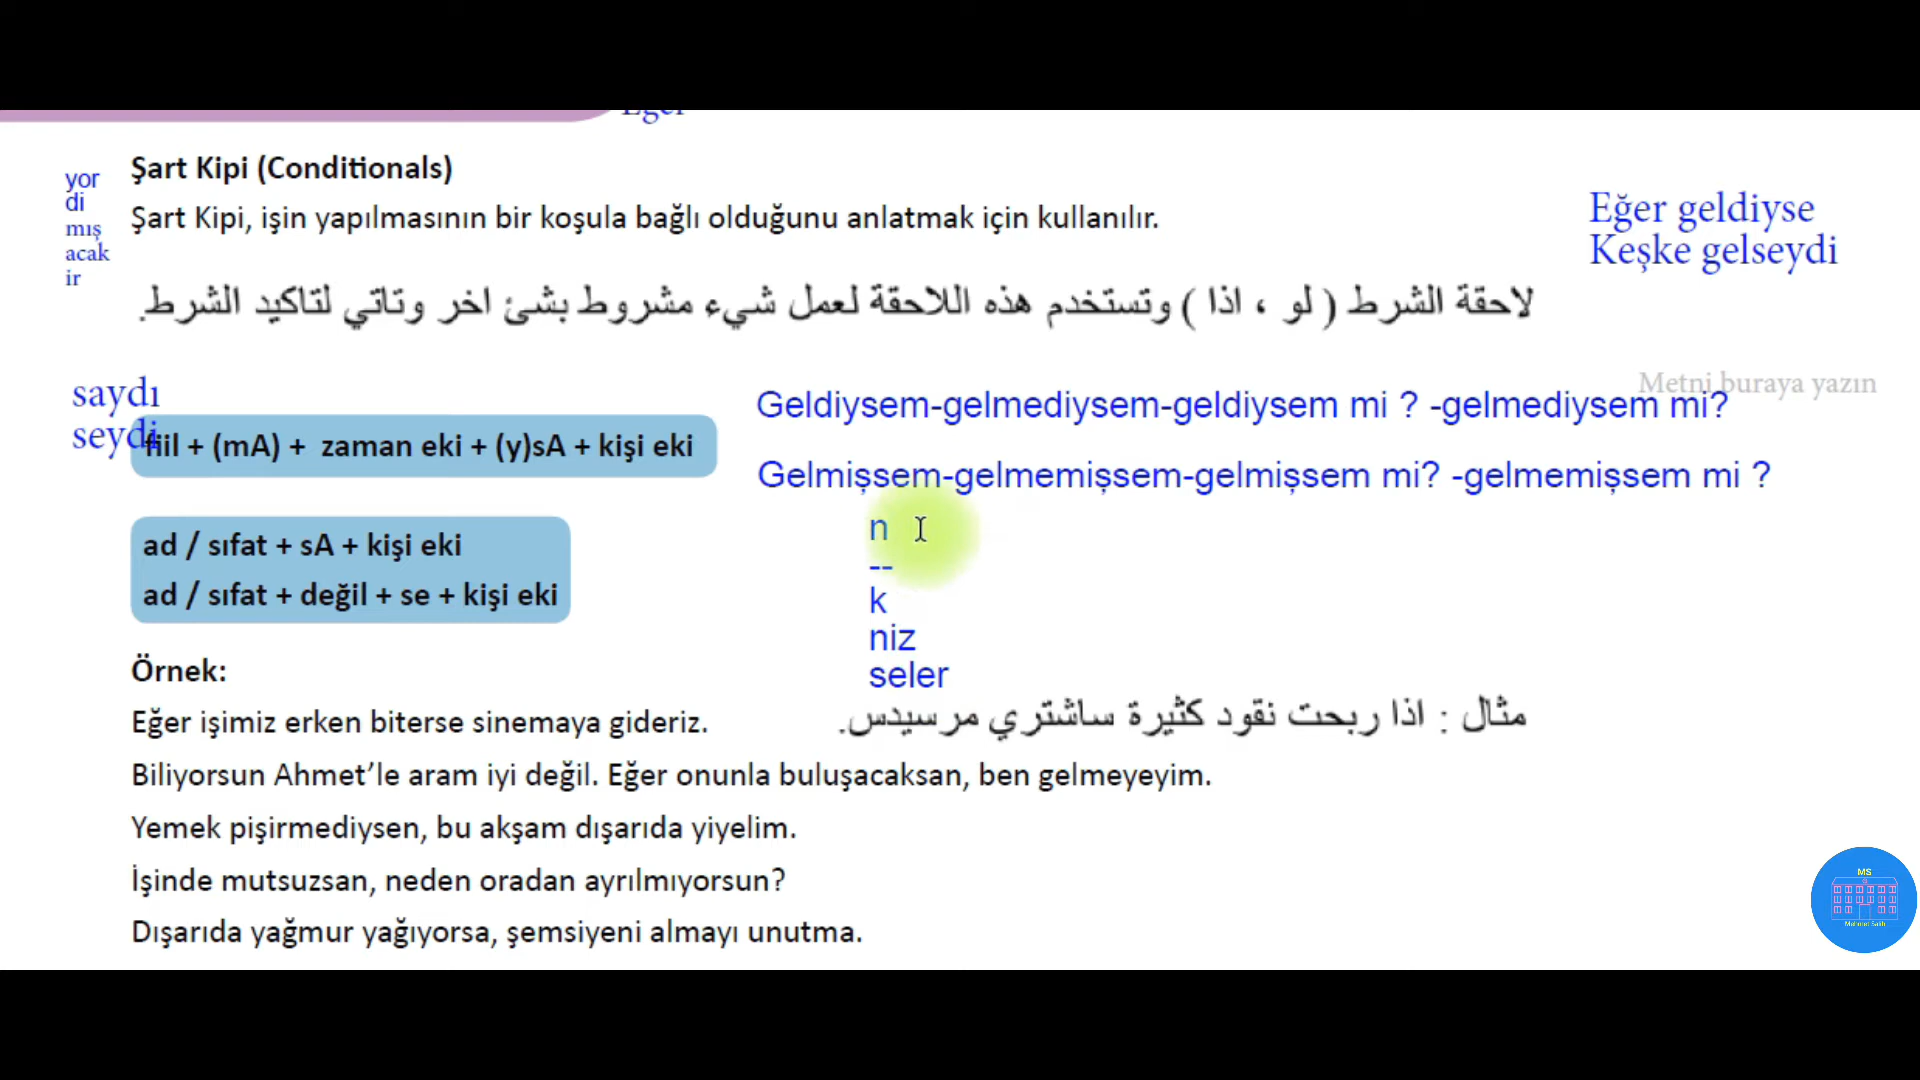 Eğer
Şart Kipi (Conditionals)
yor
di
mış
acak
ir
Şart Kipi, işin yapılmasının bir koşula bağlı olduğunu anlatmak için kullanılır.
Eğer geldiyse
Keşke gelseydi
لاحقة الشرط ( لو ، اذا ) وتستخدم هذه اللاحقة لعمل شيء مشروط بشئ اخر وتاتي لتاكيد الشرط.
Metni buraya yazın
saydı
seydi
fiil + (mA) + zaman eki + (y)sA + kişi eki
Geldiysem-gelmediysem-geldiysem mi ? -gelmediysem mi?
Gelmişsem-gelmemişsem-gelmişsem mi? -gelmemişsem mi ?
n
--
k
niz
seler
ad / sıfat + sA + kişi eki
ad / sıfat + değil + se + kişi eki
Örnek:
Eğer işimiz erken biterse sinemaya gideriz.
مثال : اذا ربحت نقود كثيرة ساشتري مرسيدس.
Biliyorsun Ahmet’le aram iyi değil. Eğer onunla buluşacaksan, ben gelmeyeyim.
Yemek pişirmediysen, bu akşam dışarıda yiyelim.
İşinde mutsuzsan, neden oradan ayrılmıyorsun?
Dışarıda yağmur yağıyorsa, şemsiyeni almayı unutma.
MS
Mehmet Salih